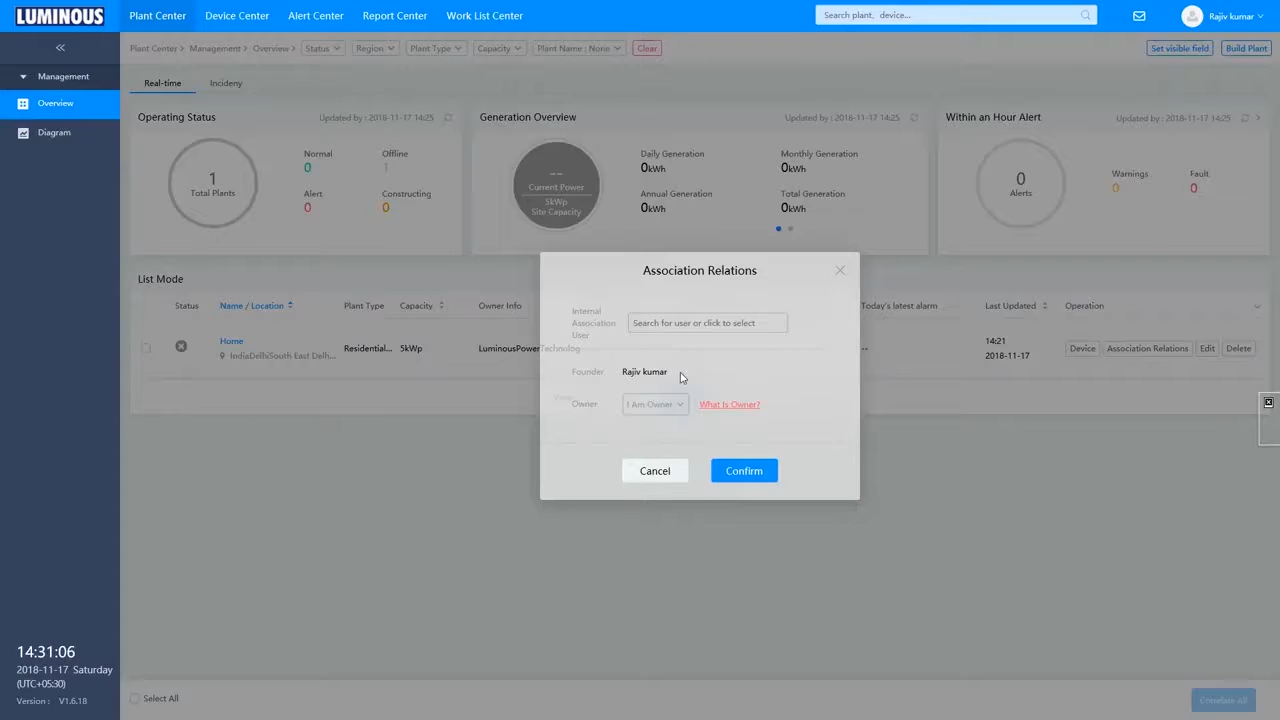 LUMINOUS
Plant Center
Device Center
Alert Center
Report Center
Work List Center
Search plant, device...
Rajiv kumar
Plant Center > Management > Overview >
Status
Region
Plant Type
Capacity
Plant Name : None
Clear
Set visible field
Build Plant
Management
Overview
Diagram
Real-time
Incideny
Operating Status
Updated by : 2018-11-17 14:25
1
Total Plants
Normal
0
Offline
1
Alert
0
Constructing
0
Generation Overview
Updated by : 2018-11-17 14:25
--
Current Power
5kWp
Site Capacity
Daily Generation
0kWh
Monthly Generation
0kWh
Annual Generation
0kWh
Total Generation
0kWh
Within an Hour Alert
Updated by : 2018-11-17 14:25
0
Alerts
Warnings
0
Fault
0
List Mode
Status
Name / Location
Plant Type
Capacity
Owner Info
Today's latest alarm
Last Updated
Operation
Home
IndiaDelhiSouth East Delh...
Residential...
5kWp
LuminousPowerTechnolog
--
14:21
2018-11-17
Device
Association Relations
Edit
Delete
Association Relations
Internal
Association
User
Search for user or click to select
Founder
Rajiv kumar
Owner
I Am Owner
What Is Owner?
Cancel
Confirm
14:31:06
2018-11-17 Saturday
(UTC+05:30)
Version : V1.6.18
Select All
Correlate All